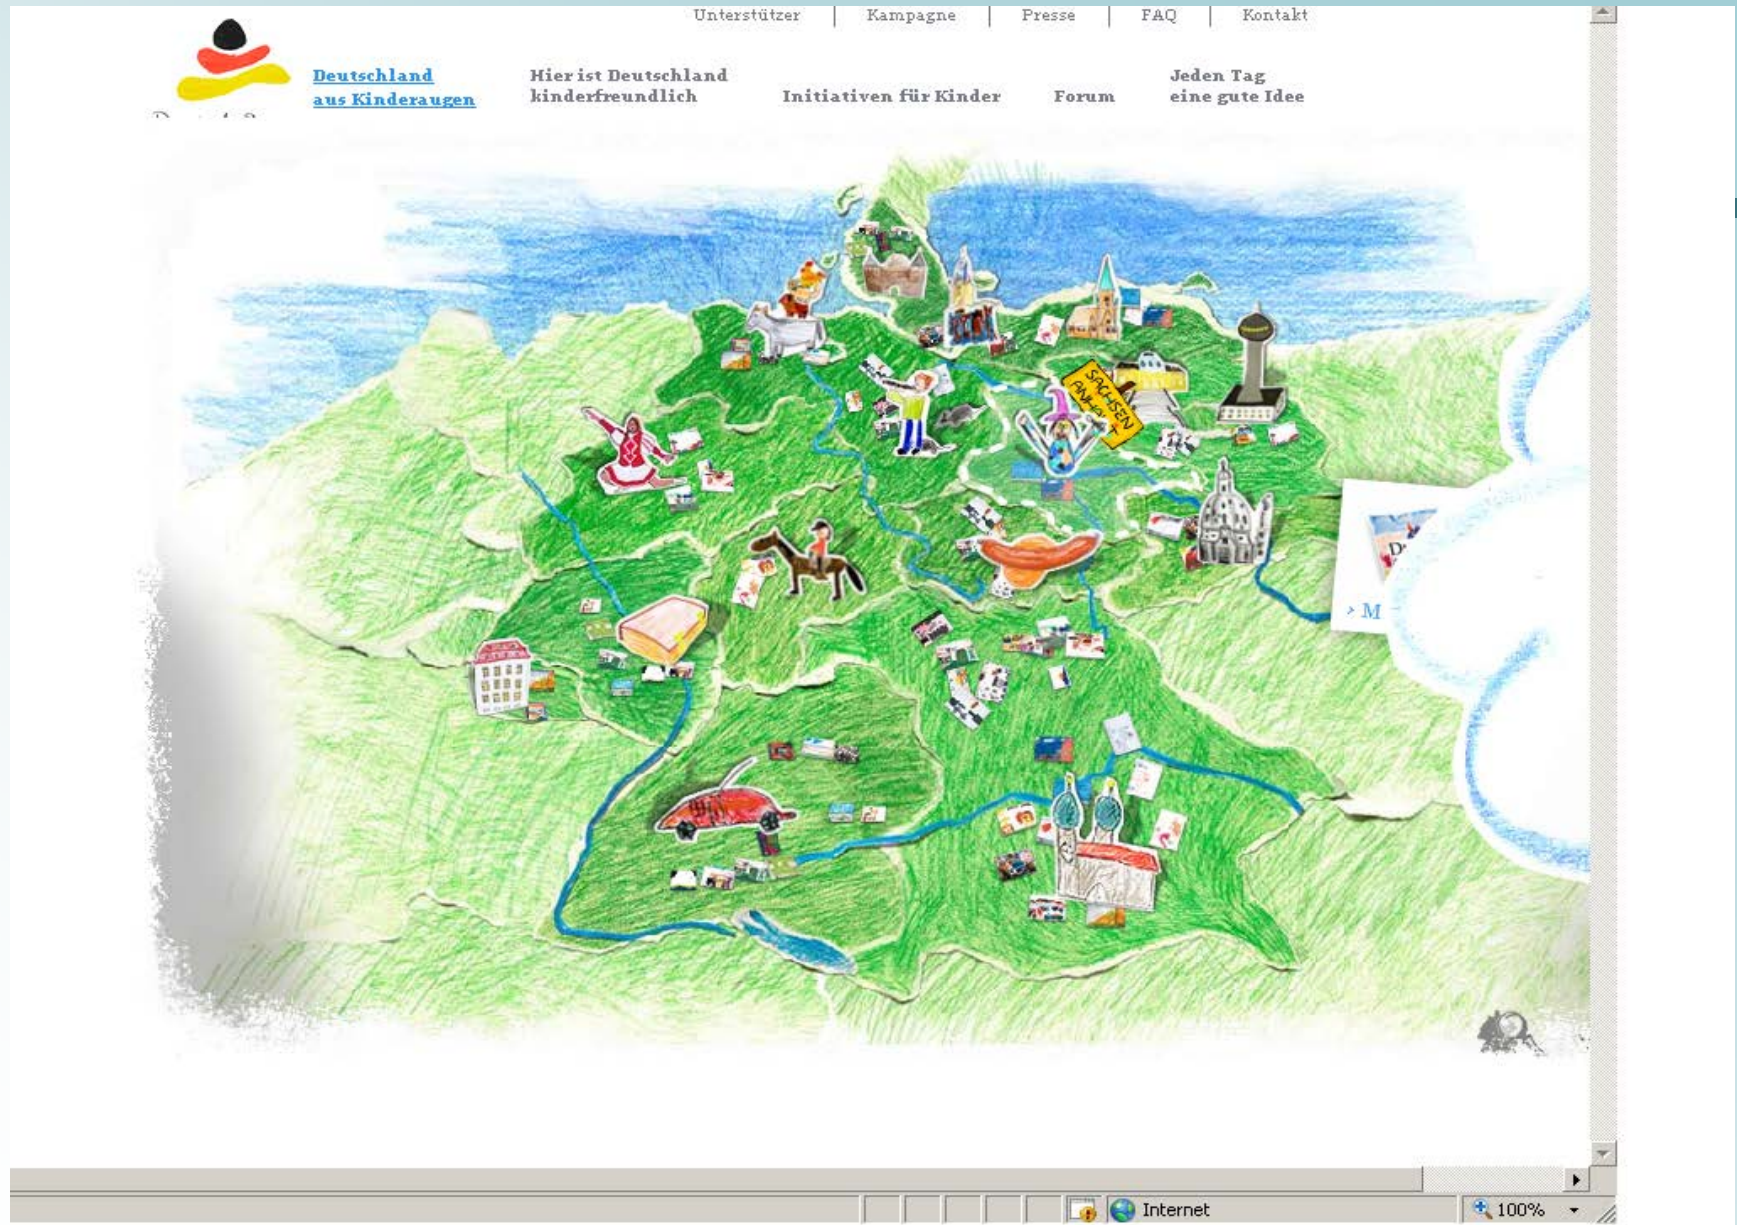 Unterstützer
Kampagne
Presse
FAQ
Kontakt
Deutschland
aus Kinderaugen
Hier ist Deutschland
kinderfreundlich
Initiativen für Kinder
Forum
Jeden Tag
eine gute Idee
SACHSEN
› M
Internet
100%